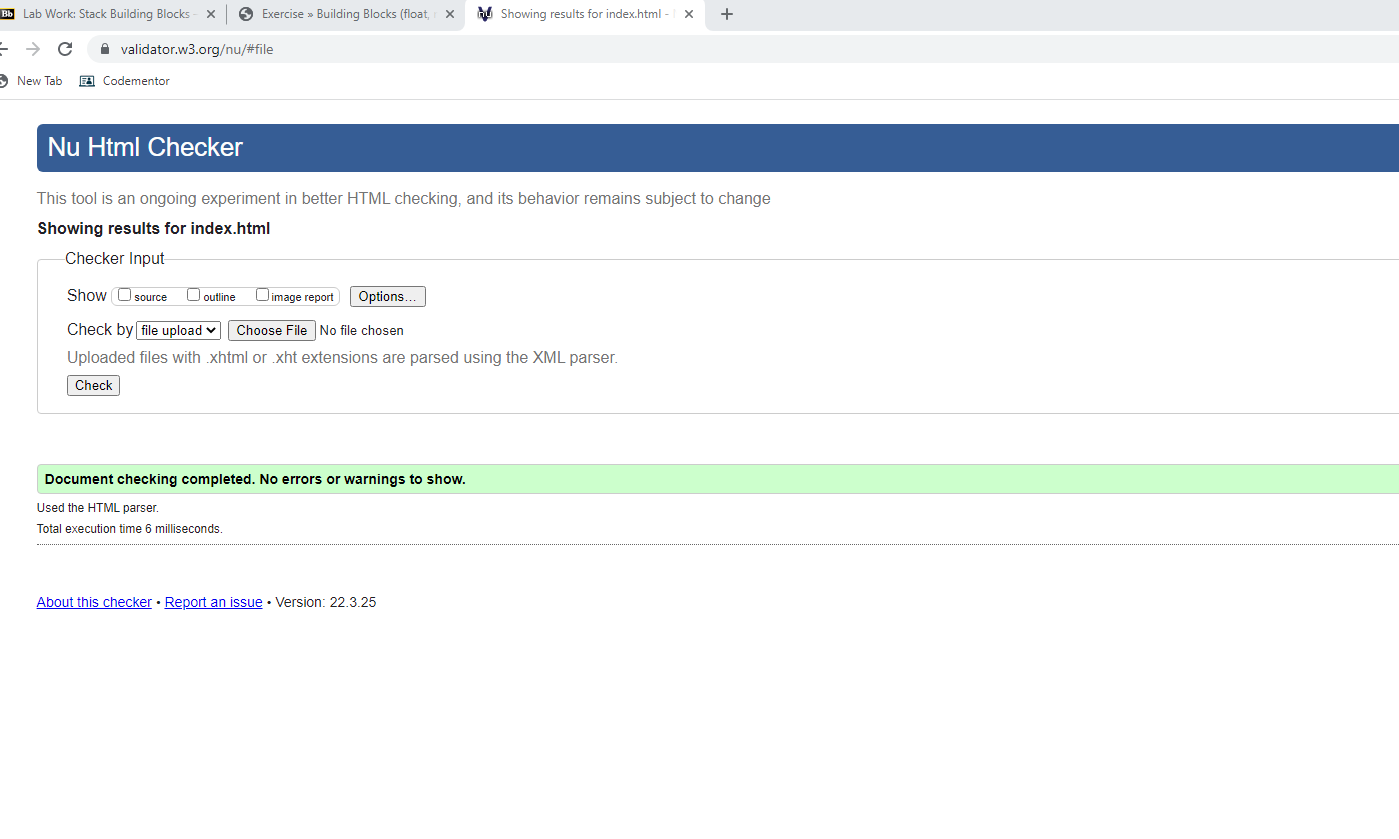 Bb Lab Work: Stack Building Blocks -
Exercise » Building Blocks (float,
nu Showing results for index.html -
validator.w3.org/nu/#file
New Tab Codementor
Nu Html Checker
This tool is an ongoing experiment in better HTML checking, and its behavior remains subject to change
Showing results for index.html
Checker Input
Show source outline image report Options...
Check by file upload Choose File No file chosen
Uploaded files with .xhtml or .xht extensions are parsed using the XML parser.
Check
Document checking completed. No errors or warnings to show.
Used the HTML parser.
Total execution time 6 milliseconds.
About this checker • Report an issue • Version: 22.3.25